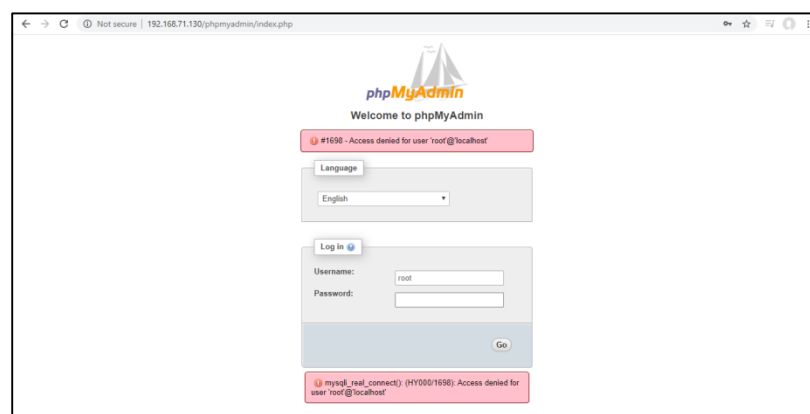 Not secure | 192.168.71.130/phpmyadmin/index.php
phpMyAdmin
Welcome to phpMyAdmin
#1698 - Access denied for user 'root'@'localhost'
Language
English
Log in
Username:
root
Password:
Go
mysqli_real_connect(): (HY000/1698): Access denied for
user 'root'@'localhost'